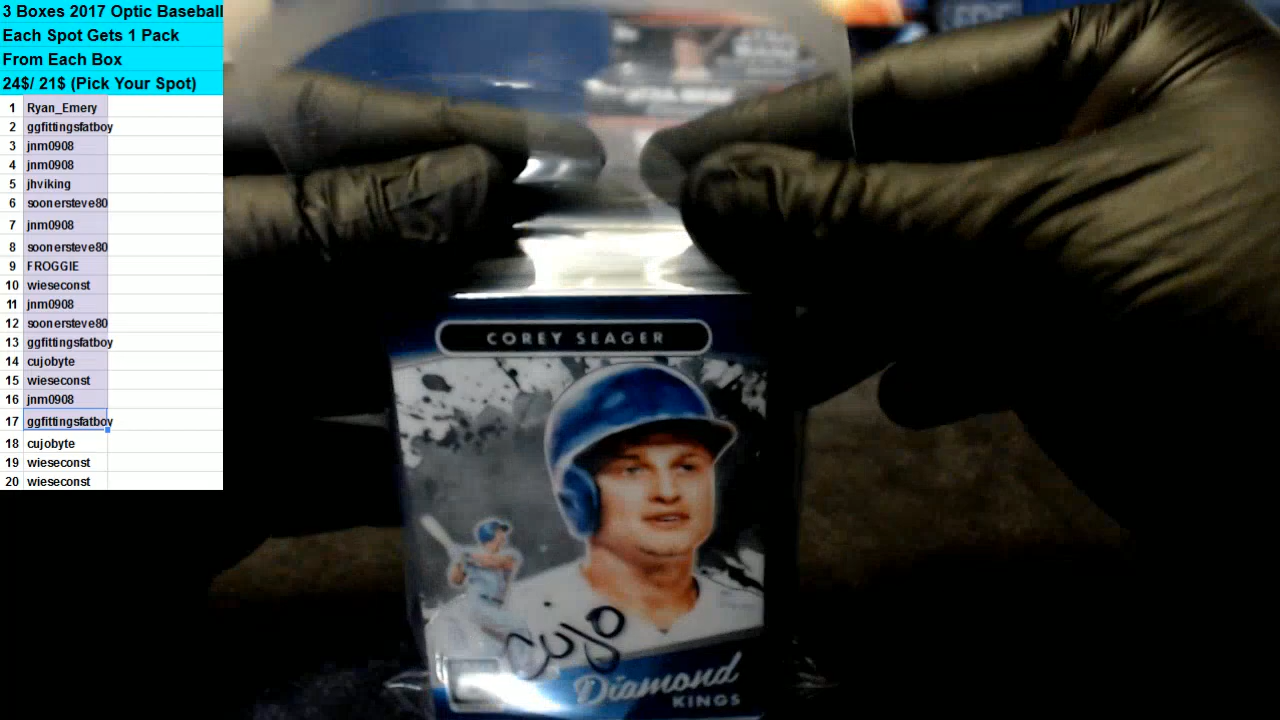 3 Boxes 2017 Optic Baseball
Each Spot Gets 1 Pack
From Each Box
24$/ 21$ (Pick Your Spot)
1 Ryan_Emery
2 ggfittingsfatboy
3 jnm0908
4 jnm0908
5 jhviking
6 soonersteve80
7 jnm0908
8 soonersteve80
9 FROGGIE
10 wieseconst
11 jnm0908
12 soonersteve80
13 ggfittingsfatboy
14 cujobyte
15 wieseconst
16 jnm0908
17 ggfittingsfatboy
18 cujobyte
19 wieseconst
20 wieseconst
COREY SEAGER
Cujo
Diamond
KINGS